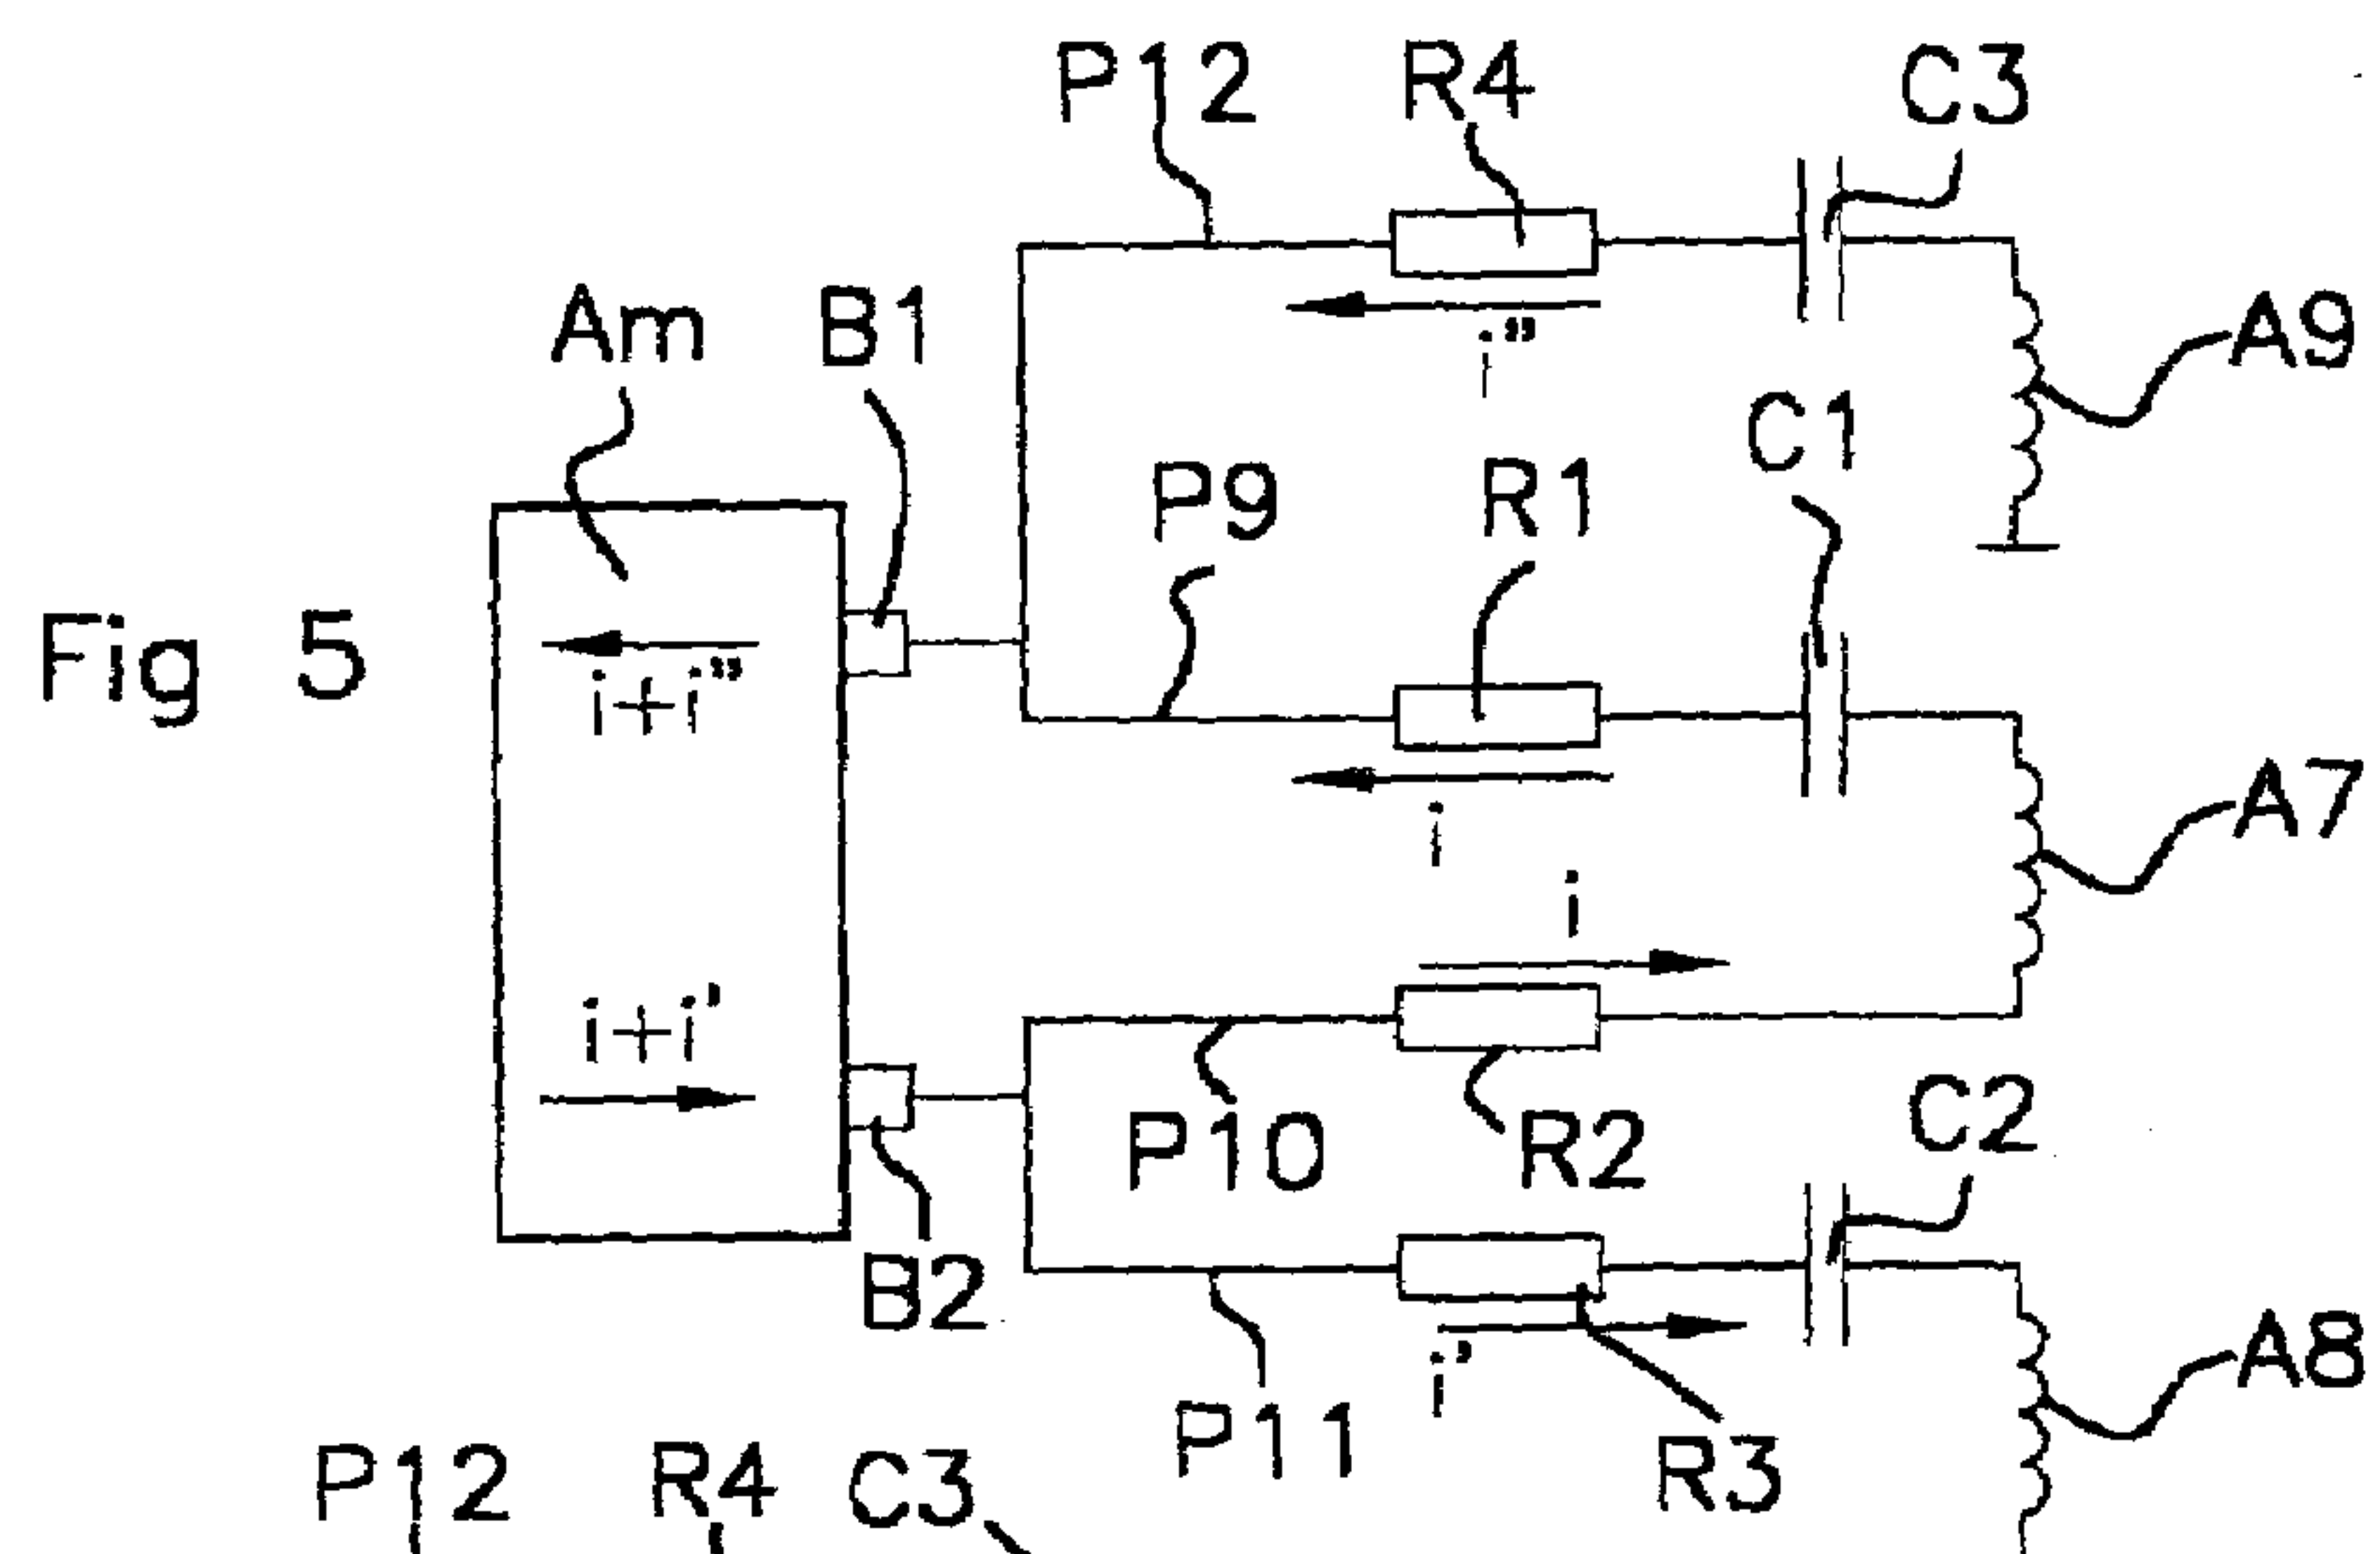 P12 R4 C3
Am B1 A9
i”
C1
P9 R1
Fig 5
i+i”
A7
i
i
i+i’
P10 R2 C2
B2
A8
i’
P11
R3
P12 R4 C3